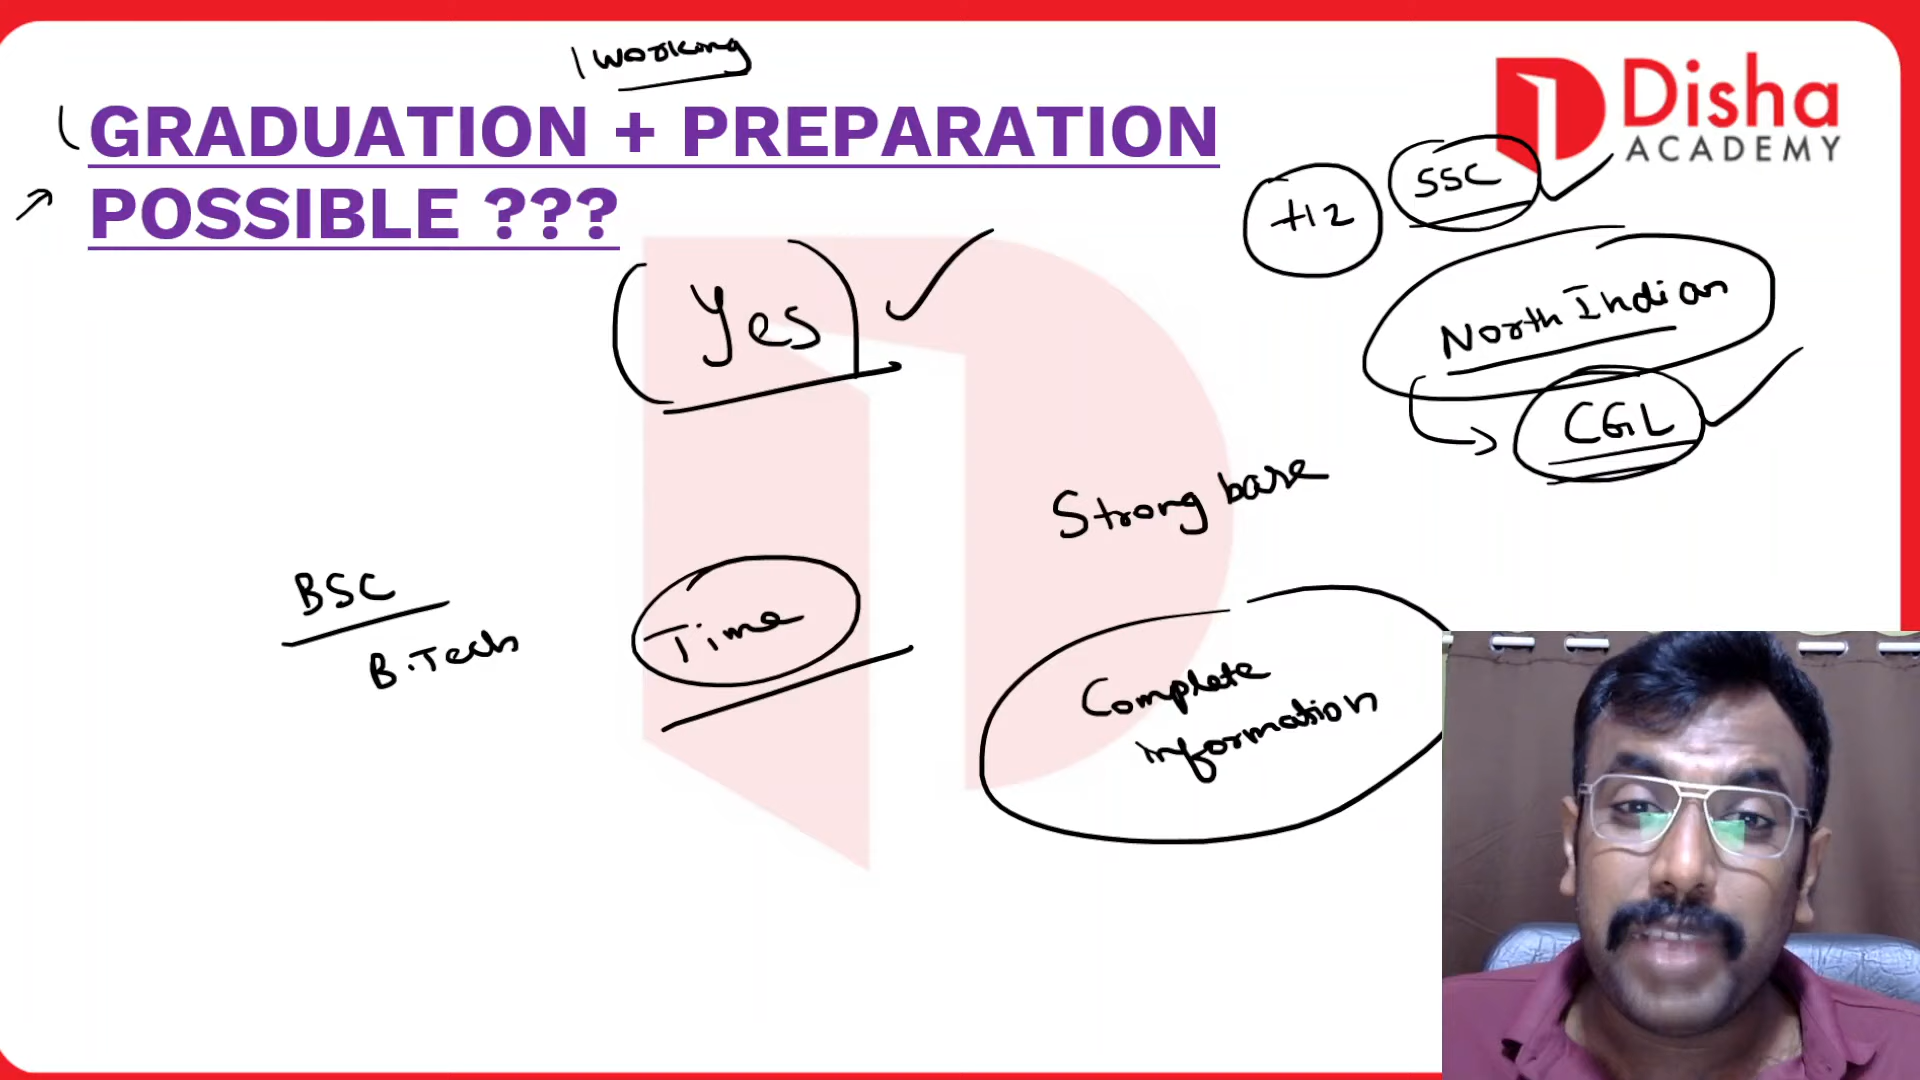 working
GRADUATION + PREPARATION
POSSIBLE ???
Disha
ACADEMY
+12
SSC
North Indian
CGL
Yes
Strong base
BSC
B.Tech
Time
Complete
information